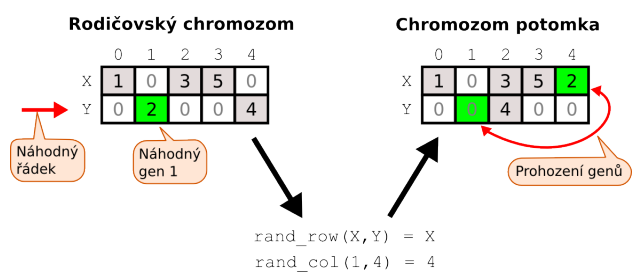 Rodičovský chromozom
Chromozom potomka
0 1 2 3 4
0 1 2 3 4
X 1 0 3 5 0
X 1 0 3 5 2
Y 0 2 0 0 4
Y 0 0 4 0 0
Náhodný
řádek
Náhodný
gen 1
Prohození genů
rand_row(X,Y) = X
rand_col(1,4) = 4